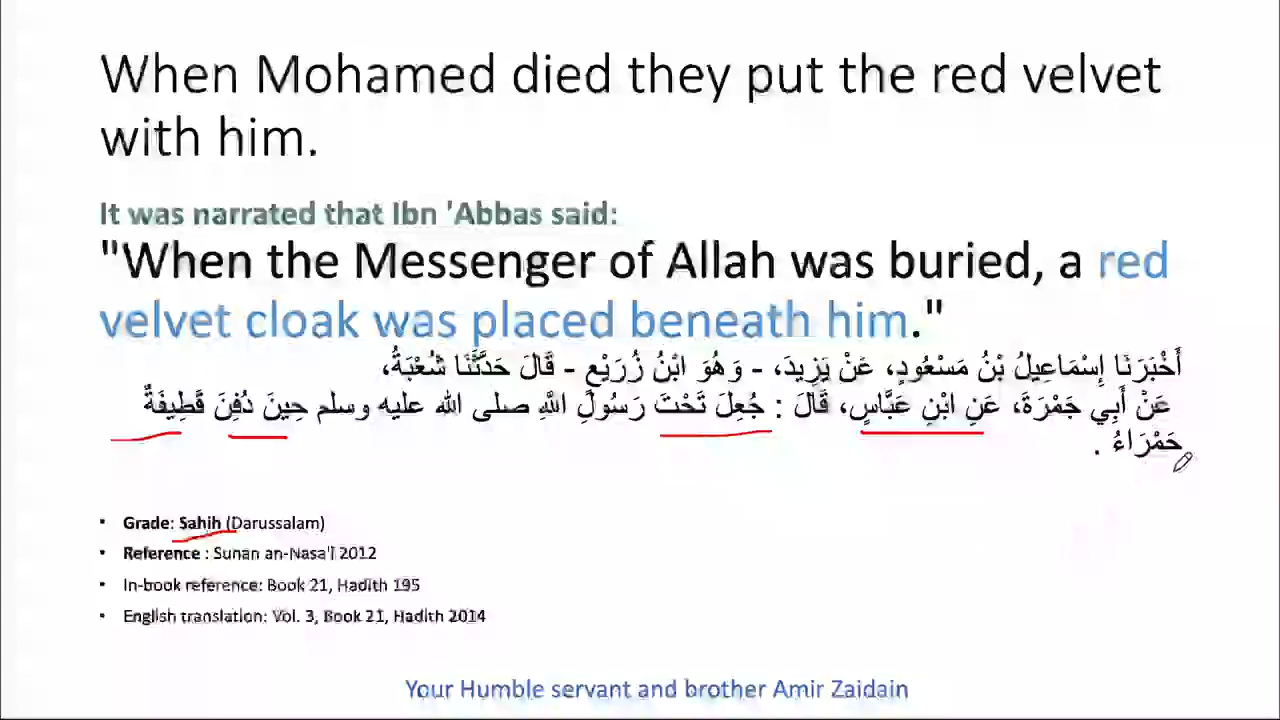 When Mohamed died they put the red velvet
with him.
It was narrated that Ibn 'Abbas said:
"When the Messenger of Allah was buried, a red
velvet cloak was placed beneath him."
أَخْبَرَنَا إِسْمَاعِيلُ بْنُ مَسْعُودٍ، عَنْ يَزِيدَ، - وَهُوَ ابْنُ زُرَيْعٍ - قَالَ حَدَّثَنَا شُعْبَةُ،
عَنْ أَبِي جَمْرَةَ، عَنِ ابْنِ عَبَّاسٍ، قَالَ : جُعِلَ تَحْتَ رَسُولِ اللَّهِ صلى الله عليه وسلم حِينَ دُفِنَ قَطِيفَةٌ
حَمْرَاءُ .
• Grade: Sahih (Darussalam)
• Reference : Sunan an-Nasa'i 2012
• In-book reference: Book 21, Hadith 195
• English translation: Vol. 3, Book 21, Hadith 2014
Your Humble servant and brother Amir Zaidain